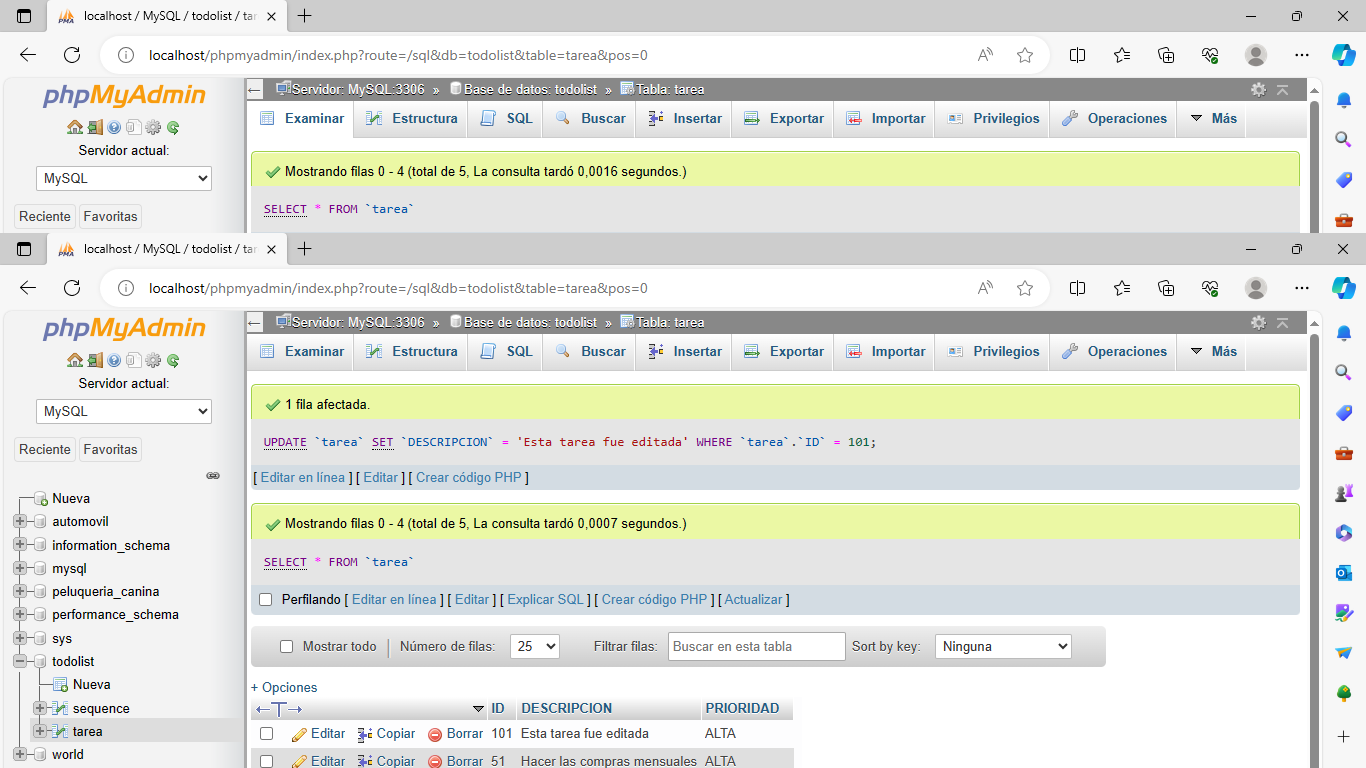 localhost / MySQL / todolist / tar
localhost/phpmyadmin/index.php?route=/sql&db=todolist&table=tarea&pos=0
phpMyAdmin
Servidor: MySQL:3306 » Base de datos: todolist » Tabla: tarea
Examinar Estructura SQL Buscar Insertar Exportar Importar Privilegios Operaciones Más
Servidor actual:
MySQL
Reciente Favoritas
Mostrando filas 0 - 4 (total de 5, La consulta tardó 0,0016 segundos.)
SELECT * FROM `tarea`
localhost / MySQL / todolist / tar
localhost/phpmyadmin/index.php?route=/sql&db=todolist&table=tarea&pos=0
phpMyAdmin
Servidor: MySQL:3306 » Base de datos: todolist » Tabla: tarea
Examinar Estructura SQL Buscar Insertar Exportar Importar Privilegios Operaciones Más
Servidor actual:
MySQL
Reciente Favoritas
Nueva
automovil
information_schema
mysql
peluqueria_canina
performance_schema
sys
todolist
Nueva
sequence
tarea
world
1 fila afectada.
UPDATE `tarea` SET `DESCRIPCION` = 'Esta tarea fue editada' WHERE `tarea`.`ID` = 101;
[ Editar en línea ] [ Editar ] [ Crear código PHP ]
Mostrando filas 0 - 4 (total de 5, La consulta tardó 0,0007 segundos.)
SELECT * FROM `tarea`
Perfilando [ Editar en línea ] [ Editar ] [ Explicar SQL ] [ Crear código PHP ] [ Actualizar ]
Mostrar todo Número de filas: 25 Filtrar filas: Buscar en esta tabla Sort by key: Ninguna
+ Opciones
ID DESCRIPCION PRIORIDAD
Editar Copiar Borrar 101 Esta tarea fue editada ALTA
Editar Copiar Borrar 51 Hacer las compras mensuales ALTA